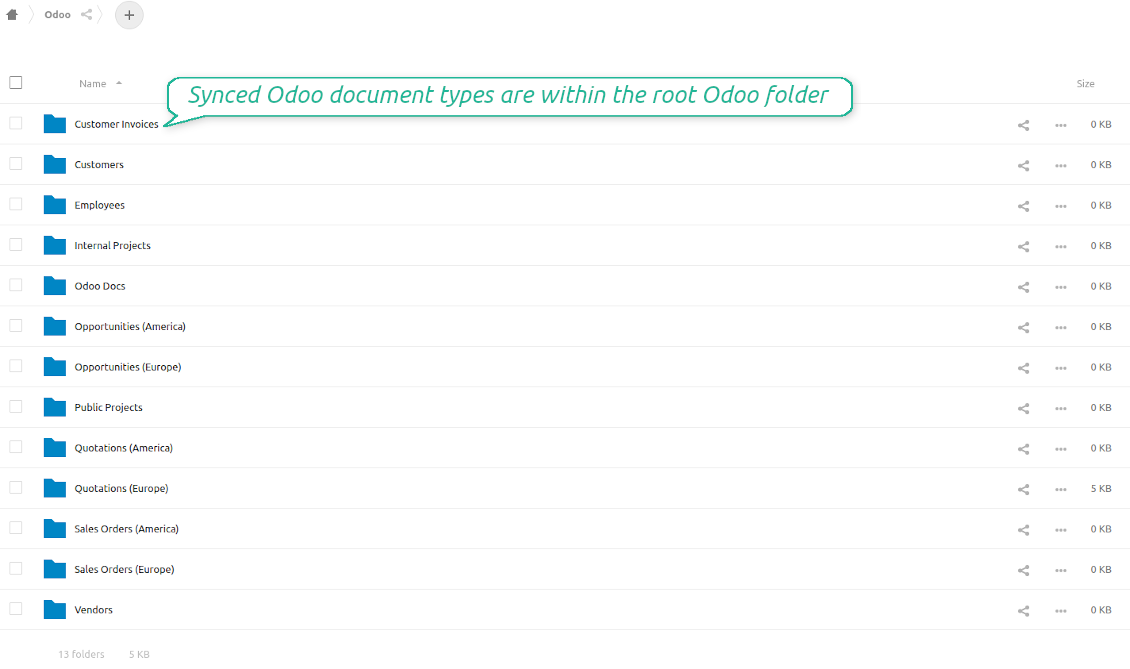 Odoo
Name
Size
Synced Odoo document types are within the root Odoo folder
Customer Invoices 0 KB
Customers 0 KB
Employees 0 KB
Internal Projects 0 KB
Odoo Docs 0 KB
Opportunities (America) 0 KB
Opportunities (Europe) 0 KB
Public Projects 0 KB
Quotations (America) 0 KB
Quotations (Europe) 5 KB
Sales Orders (America) 0 KB
Sales Orders (Europe) 0 KB
Vendors 0 KB
13 folders 5 KB